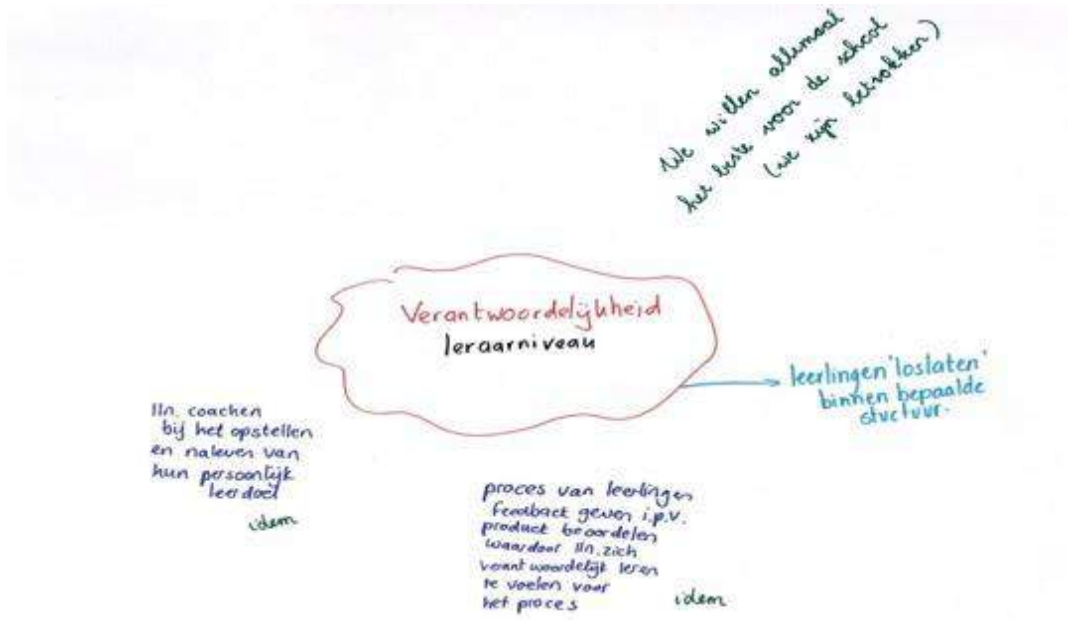 We willen allemaal
het beste voor de school
(we zijn betrokken)
Verantwoordelijkheid
leraarniveau
leerlingen 'loslaten'
binnen bepaalde
stuctuur.
lln. coachen
bij het opstellen
en naleven van
hun persoonlijk
leerdoel
idem
proces van leerlingen
feedback geven i.p.v.
product beoordelen
waardoor lln. zich
verantwoordelijk leren
te voelen voor
het proces
idem